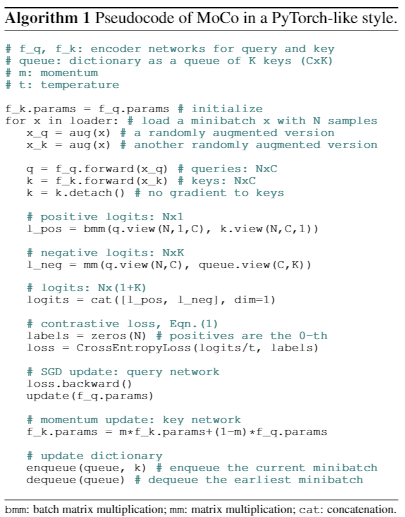 Algorithm 1 Pseudocode of MoCo in a PyTorch-like style.
# f_q, f_k: encoder networks for query and key
# queue: dictionary as a queue of K keys (CxK)
# m: momentum
# t: temperature
f_k.params = f_q.params # initialize
for x in loader: # load a minibatch x with N samples
x_q = aug(x) # a randomly augmented version
x_k = aug(x) # another randomly augmented version
q = f_q.forward(x_q) # queries: NxC
k = f_k.forward(x_k) # keys: NxC
k = k.detach() # no gradient to keys
# positive logits: Nx1
l_pos = bmm(q.view(N,1,C), k.view(N,C,1))
# negative logits: NxK
l_neg = mm(q.view(N,C), queue.view(C,K))
# logits: Nx(1+K)
logits = cat([l_pos, l_neg], dim=1)
# contrastive loss, Eqn.(1)
labels = zeros(N) # positives are the 0-th
loss = CrossEntropyLoss(logits/t, labels)
# SGD update: query network
loss.backward()
update(f_q.params)
# momentum update: key network
f_k.params = m*f_k.params+(1-m)*f_q.params
# update dictionary
enqueue(queue, k) # enqueue the current minibatch
dequeue(queue) # dequeue the earliest minibatch
bmm: batch matrix multiplication; mm: matrix multiplication; cat: concatenation.